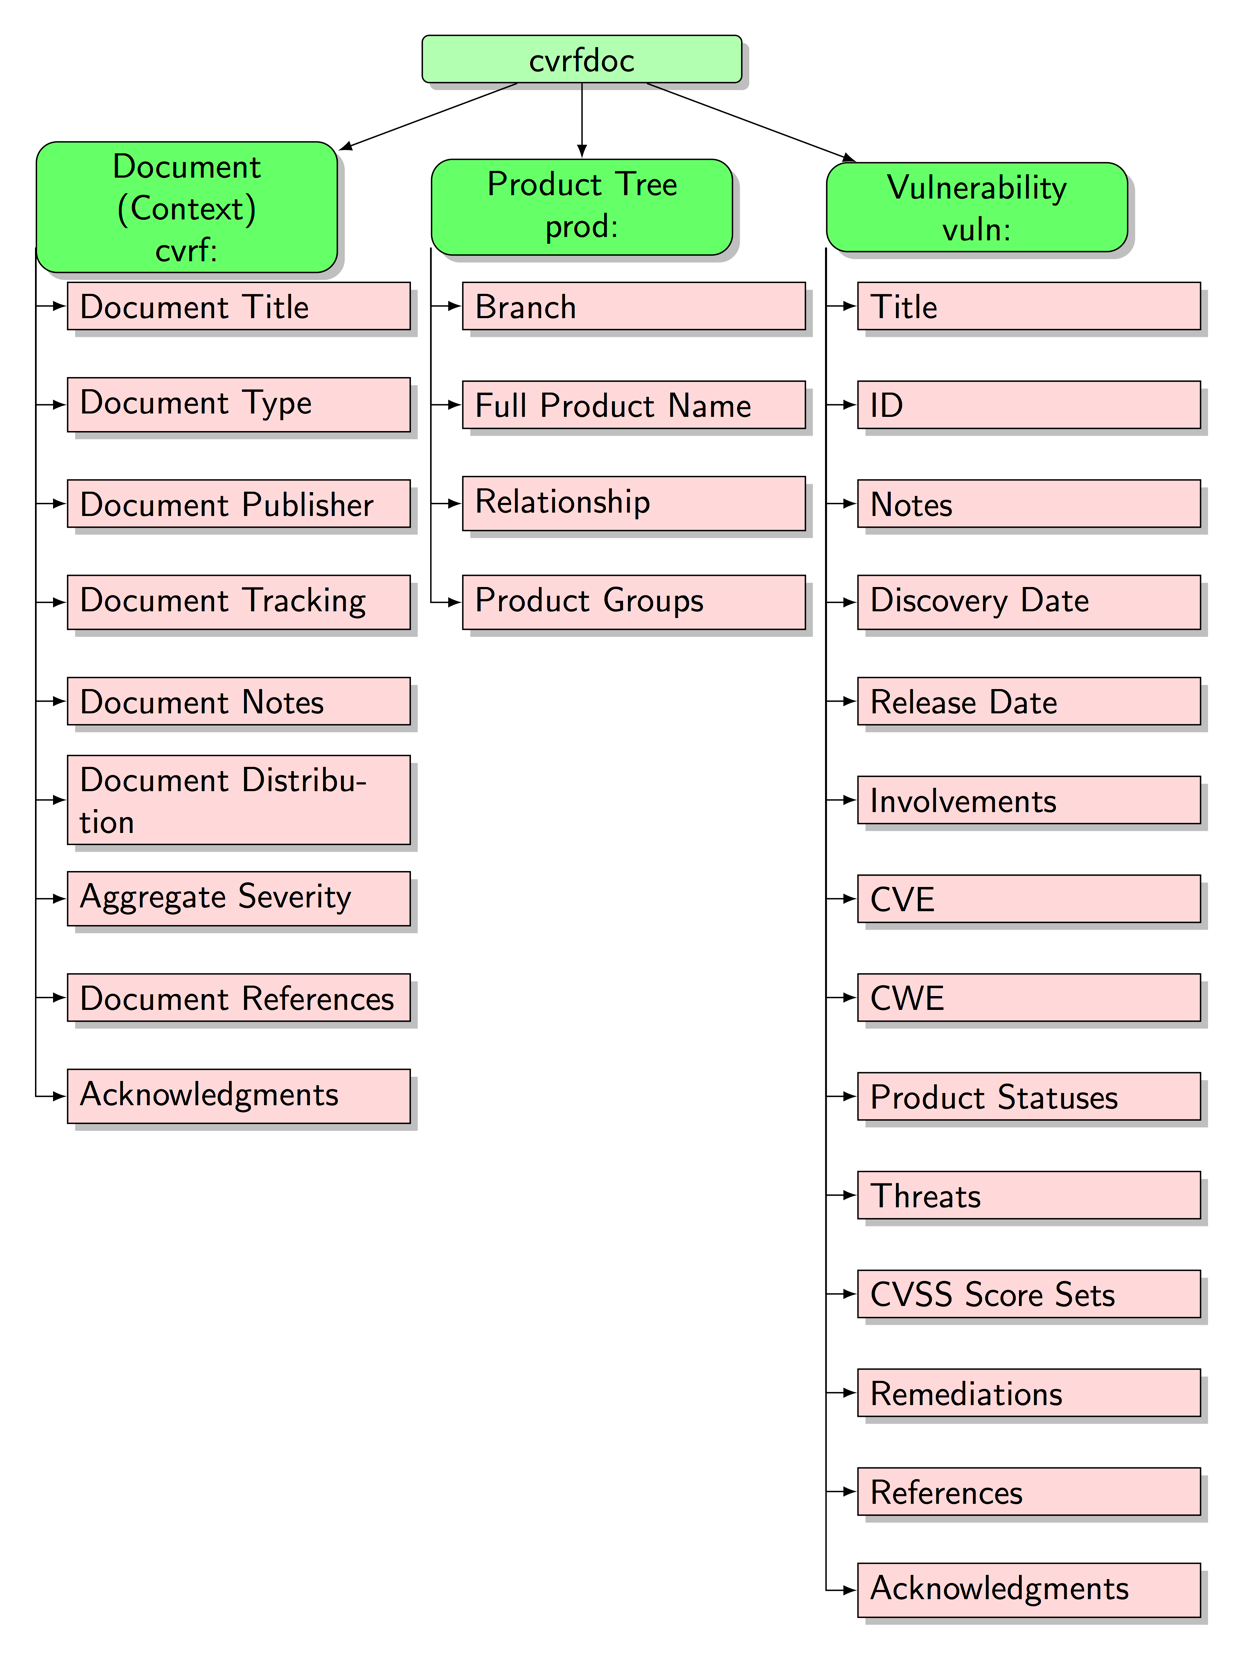 cvrfdoc
Document
(Context)
cvrf:
Document Title
Document Type
Document Publisher
Document Tracking
Document Notes
Document Distribu-
tion
Aggregate Severity
Document References
Acknowledgments
Product Tree
prod:
Branch
Full Product Name
Relationship
Product Groups
Vulnerability
vuln:
Title
ID
Notes
Discovery Date
Release Date
Involvements
CVE
CWE
Product Statuses
Threats
CVSS Score Sets
Remediations
References
Acknowledgments